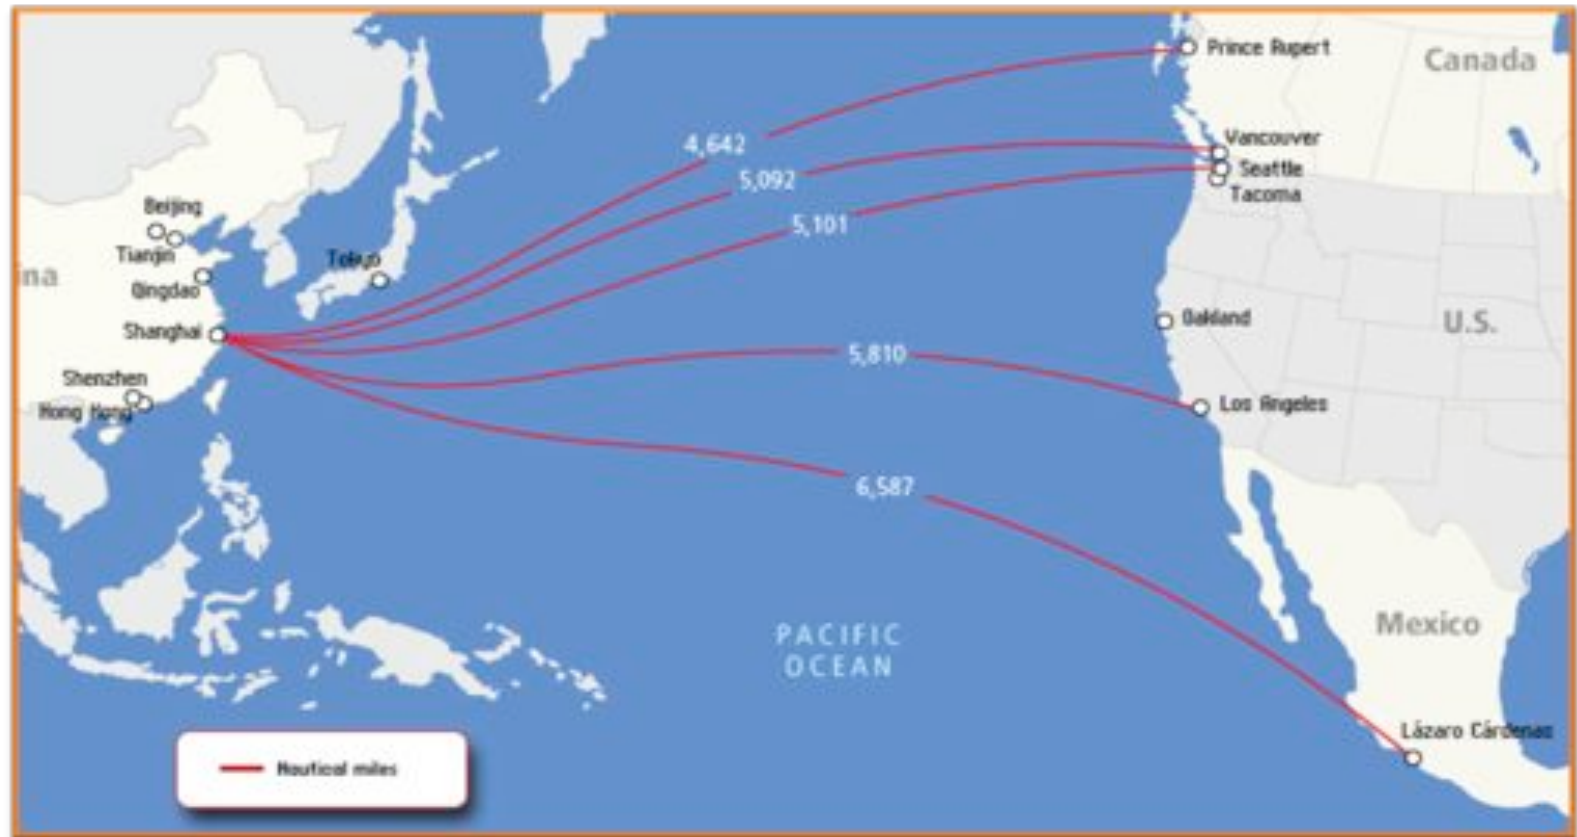 Prince Rupert
Canada
4,642
Vancouver
5,092
Seattle
Tacoma
Beijing
5,101
Tianjin
Tokyo
ina
Qingdao
Shanghai
Oakland
U.S.
5,810
Shenzhen
Hong Kong
Los Angeles
6,587
PACIFIC
OCEAN
Mexico
Lázaro Cárdenas
Nautical miles